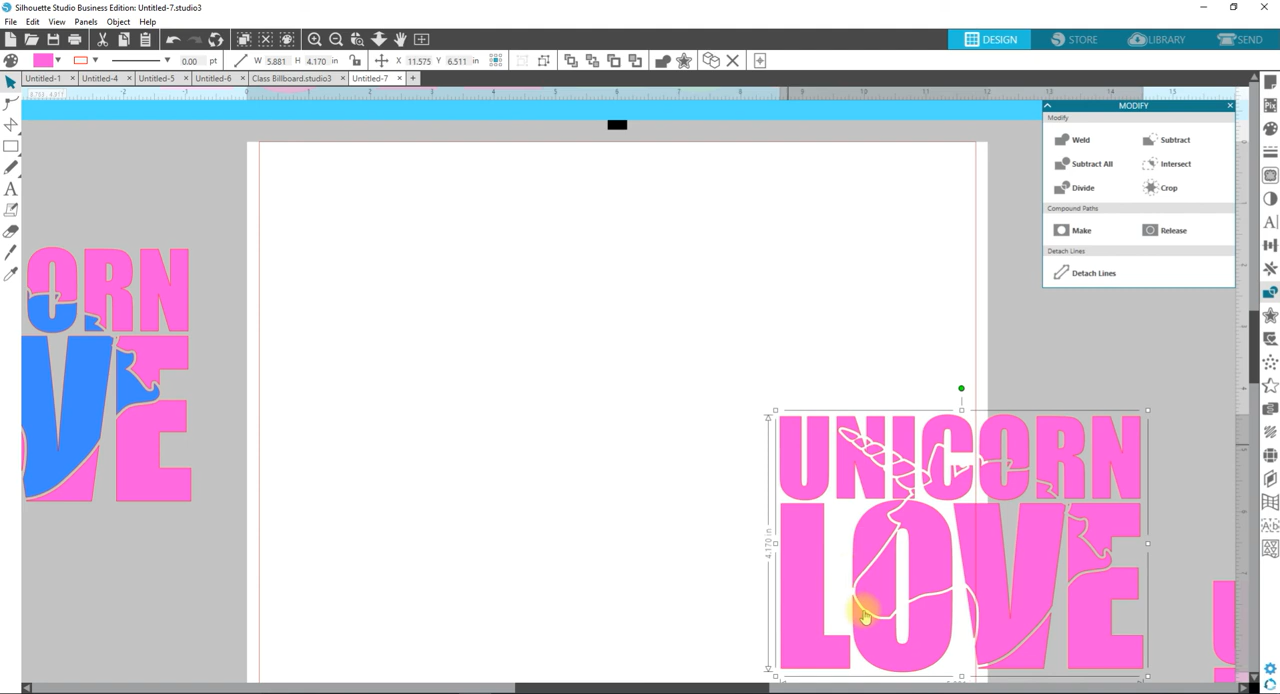 Silhouette Studio Business Edition: Untitled-7.studio3
File Edit View Panels Object Help
DESIGN STORE LIBRARY SEND
0.00 pt W 5.881 H 4.170 in X 11.575 Y 6.511 in
Untitled-1 × Untitled-4 × Untitled-5 × Untitled-6 × Class Billboard.studio3 × Untitled-7 × +
MODIFY
Modify
Weld Subtract
Subtract All Intersect
Divide Crop
Compound Paths
Make Release
Detach Lines
Detach Lines
ORN
VE
4.170 in
UNICORN
LOVE